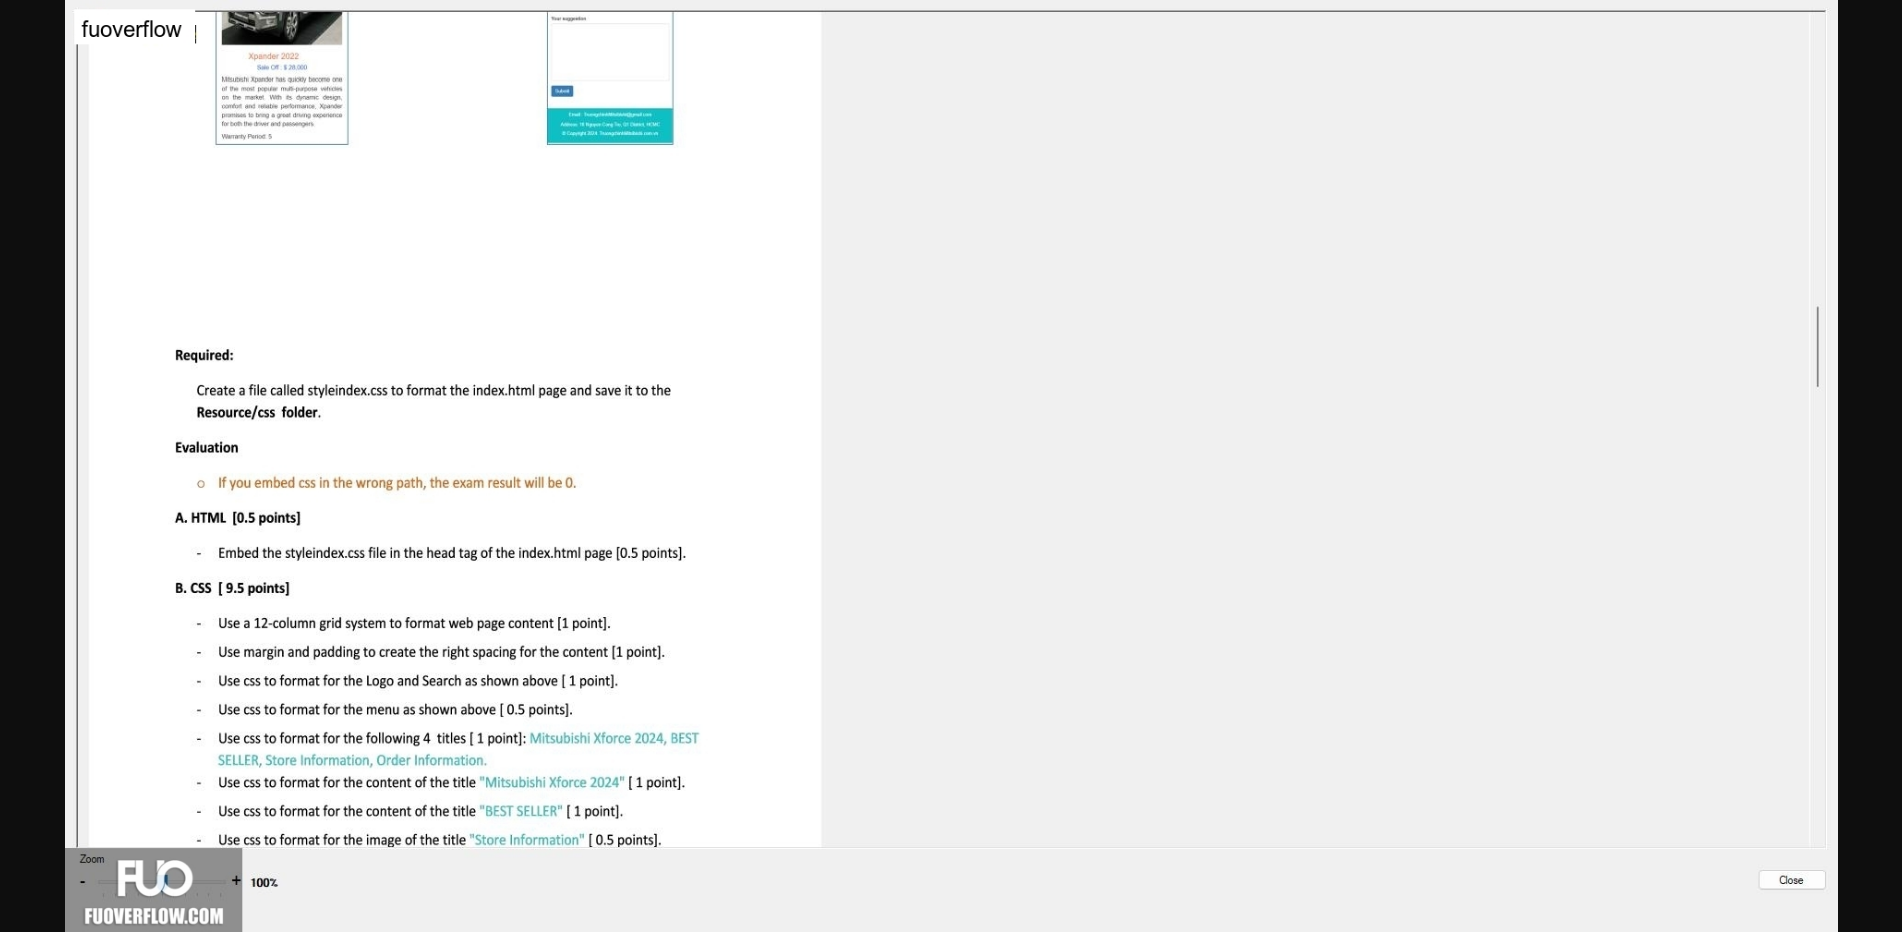 fuoverflow
Your suggestion
Xpander 2022
Sale Off : $ 28,000
Mitsubishi Xpander has quickly become one
of the most popular multi-purpose vehicles
on the market. With its dynamic design,
comfort and reliable performance, Xpander
promises to bring a great driving experience
for both the driver and passengers.
Warranty Period: 5
Submit
Required:
Create a file called styleindex.css to format the index.html page and save it to the
Resource/css folder.
Evaluation
o If you embed css in the wrong path, the exam result will be 0.
A. HTML [0.5 points]
- Embed the styleindex.css file in the head tag of the index.html page [0.5 points].
B. CSS [ 9.5 points]
- Use a 12-column grid system to format web page content [1 point].
- Use margin and padding to create the right spacing for the content [1 point].
- Use css to format for the Logo and Search as shown above [ 1 point].
- Use css to format for the menu as shown above [ 0.5 points].
- Use css to format for the following 4 titles [ 1 point]: Mitsubishi Xforce 2024, BEST
SELLER, Store Information, Order Information.
- Use css to format for the content of the title "Mitsubishi Xforce 2024" [ 1 point].
- Use css to format for the content of the title "BEST SELLER" [ 1 point].
- Use css to format for the image of the title "Store Information" [ 0.5 points].
Zoom
- + 100%
Close
FUO
FUOVERFLOW.COM